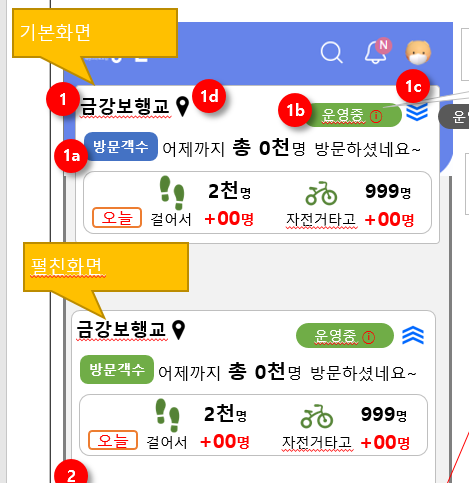 기본화면
N
1
금강보행교
1d
1b
운영중 ①
1c
운영
1a
방문객수 어제까지 총 0천명 방문하셨네요~
2천명
999명
오늘 걸어서 +00명
자전거타고 +00명
펼친화면
금강보행교
운영중 ①
방문객수 어제까지 총 0천명 방문하셨네요~
2천명
999명
오늘 걸어서 +00명
자전거타고 +00명
2